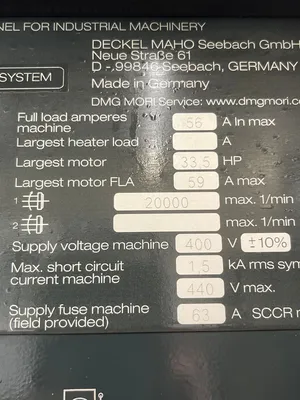 NEL FOR INDUSTRIAL MACHINERY
DECKEL MAHO Seebach GmbH
Neue Straße 61
SYSTEM
D -.99846 Seebach, GERMANY
Made in Germany
DMG MORI Service: www.dmgmori.
Full load amperes machine 56 A In max
Largest heater load A
Largest motor 33,5 HP
Largest motor FLA 59 A max
1 20000 max. 1/min
2 max. 1/min
Supply voltage machine 400 V ±10%
Max. short circuit current machine 1,5 kA rms sym
440 V max.
Supply fuse machine (field provided) 63 A SCCR